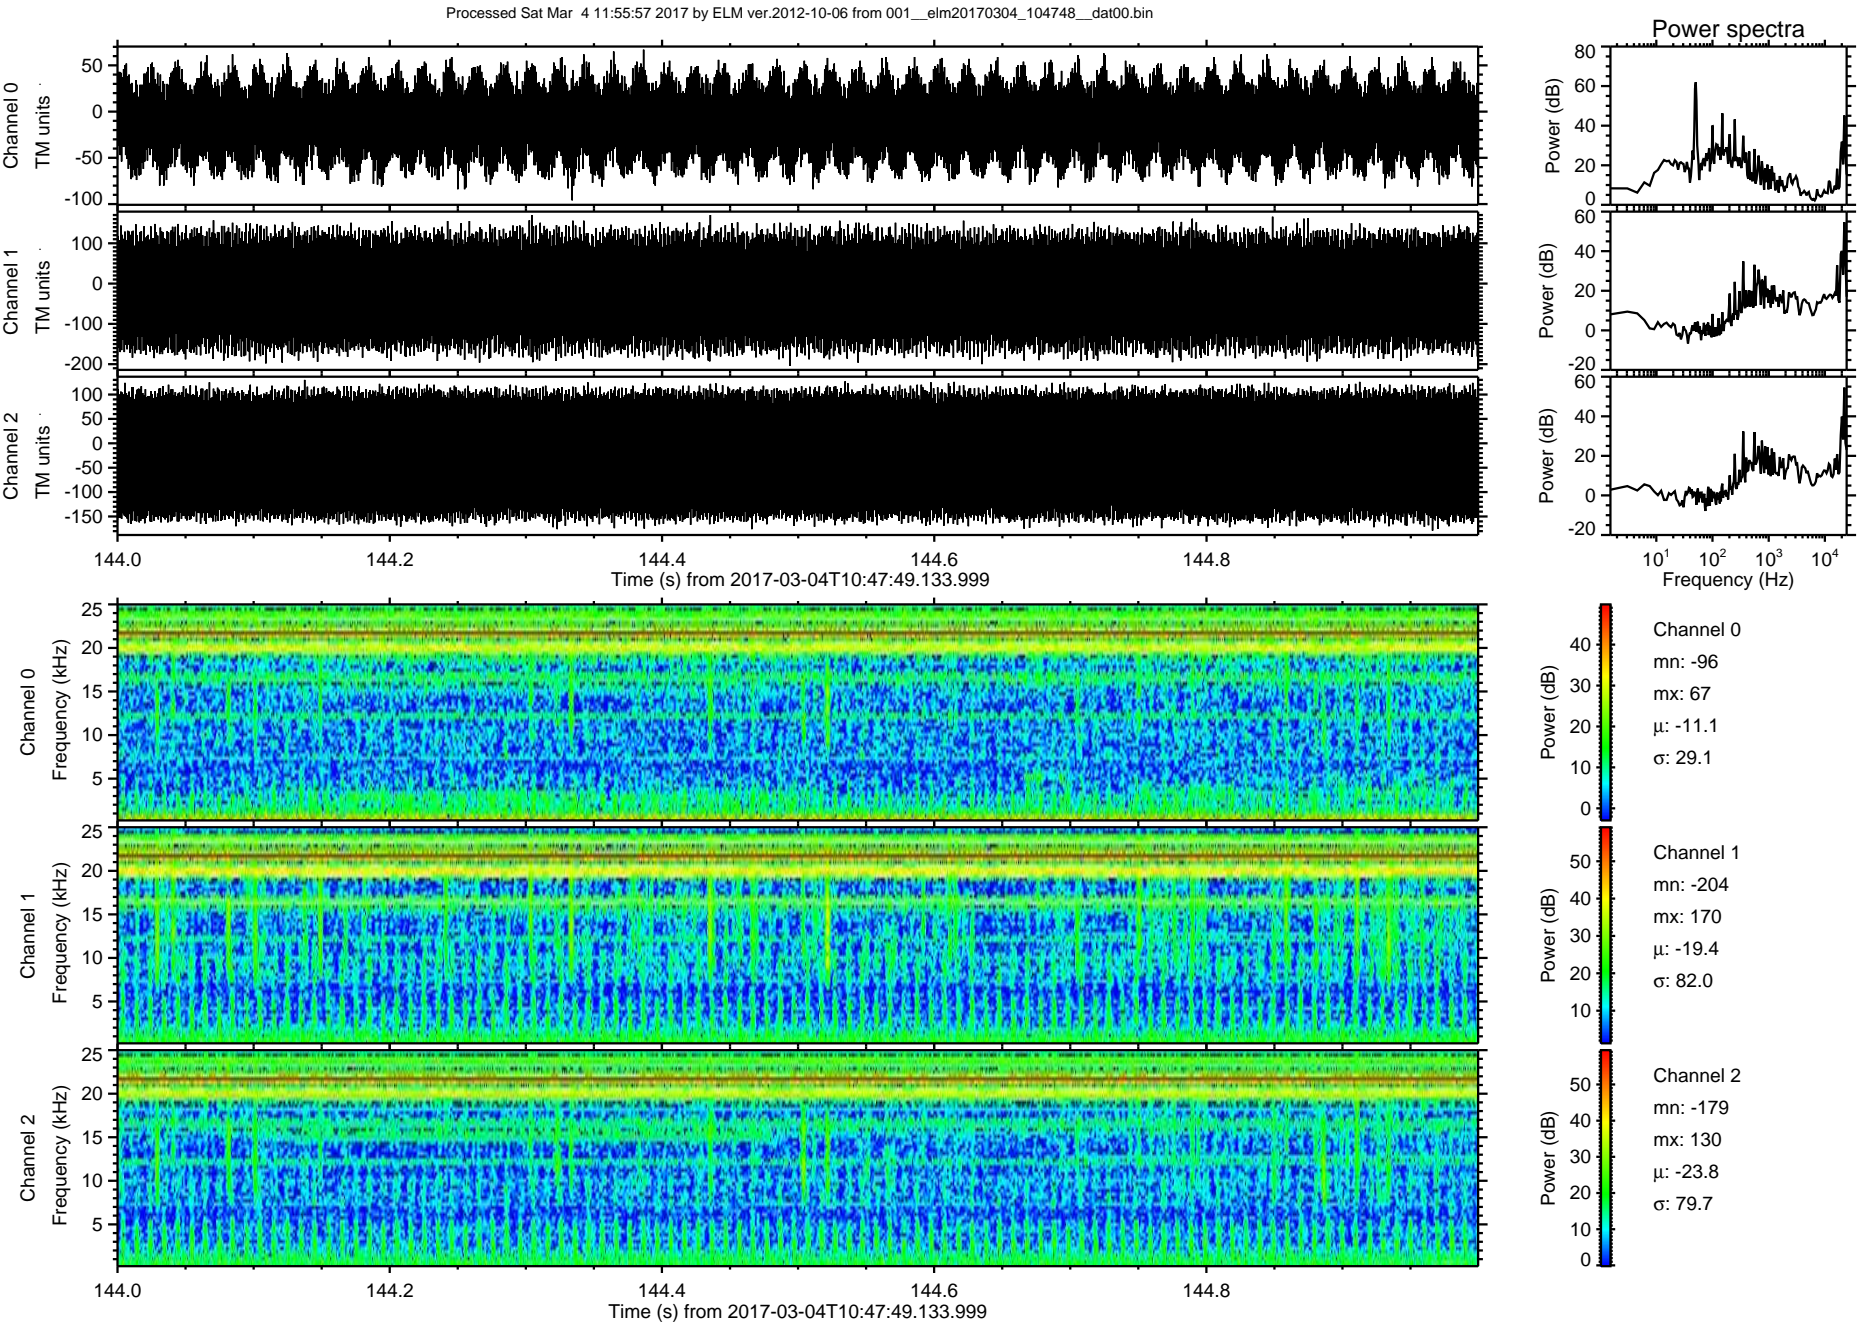 Processed Sat Mar  4 11:55:57 2017 by ELM ver.2012-10-06 from 001__elm20170304_104748__dat00.bin
Power spectra
Channel 0
TM units
50
0
-50
-100
Power (dB)
80
60
40
20
0
Channel 1
TM units
100
0
-100
-200
Power (dB)
60
40
20
0
-20
Channel 2
TM units
100
50
0
-50
-100
-150
Power (dB)
60
40
20
0
-20
144.0 144.2 144.4 144.6 144.8
Time (s) from 2017-03-04T10:47:49.133.999
10^1 10^2 10^3 10^4
Frequency (Hz)
Channel 0
Frequency (kHz)
25
20
15
10
5
Power (dB)
40
30
20
10
0
Channel 0
mn: -96
mx: 67
μ: -11.1
σ: 29.1
Channel 1
Frequency (kHz)
25
20
15
10
5
Power (dB)
50
40
30
20
10
Channel 1
mn: -204
mx: 170
μ: -19.4
σ: 82.0
Channel 2
Frequency (kHz)
25
20
15
10
5
Power (dB)
50
40
30
20
10
0
Channel 2
mn: -179
mx: 130
μ: -23.8
σ: 79.7
144.0 144.2 144.4 144.6 144.8
Time (s) from 2017-03-04T10:47:49.133.999